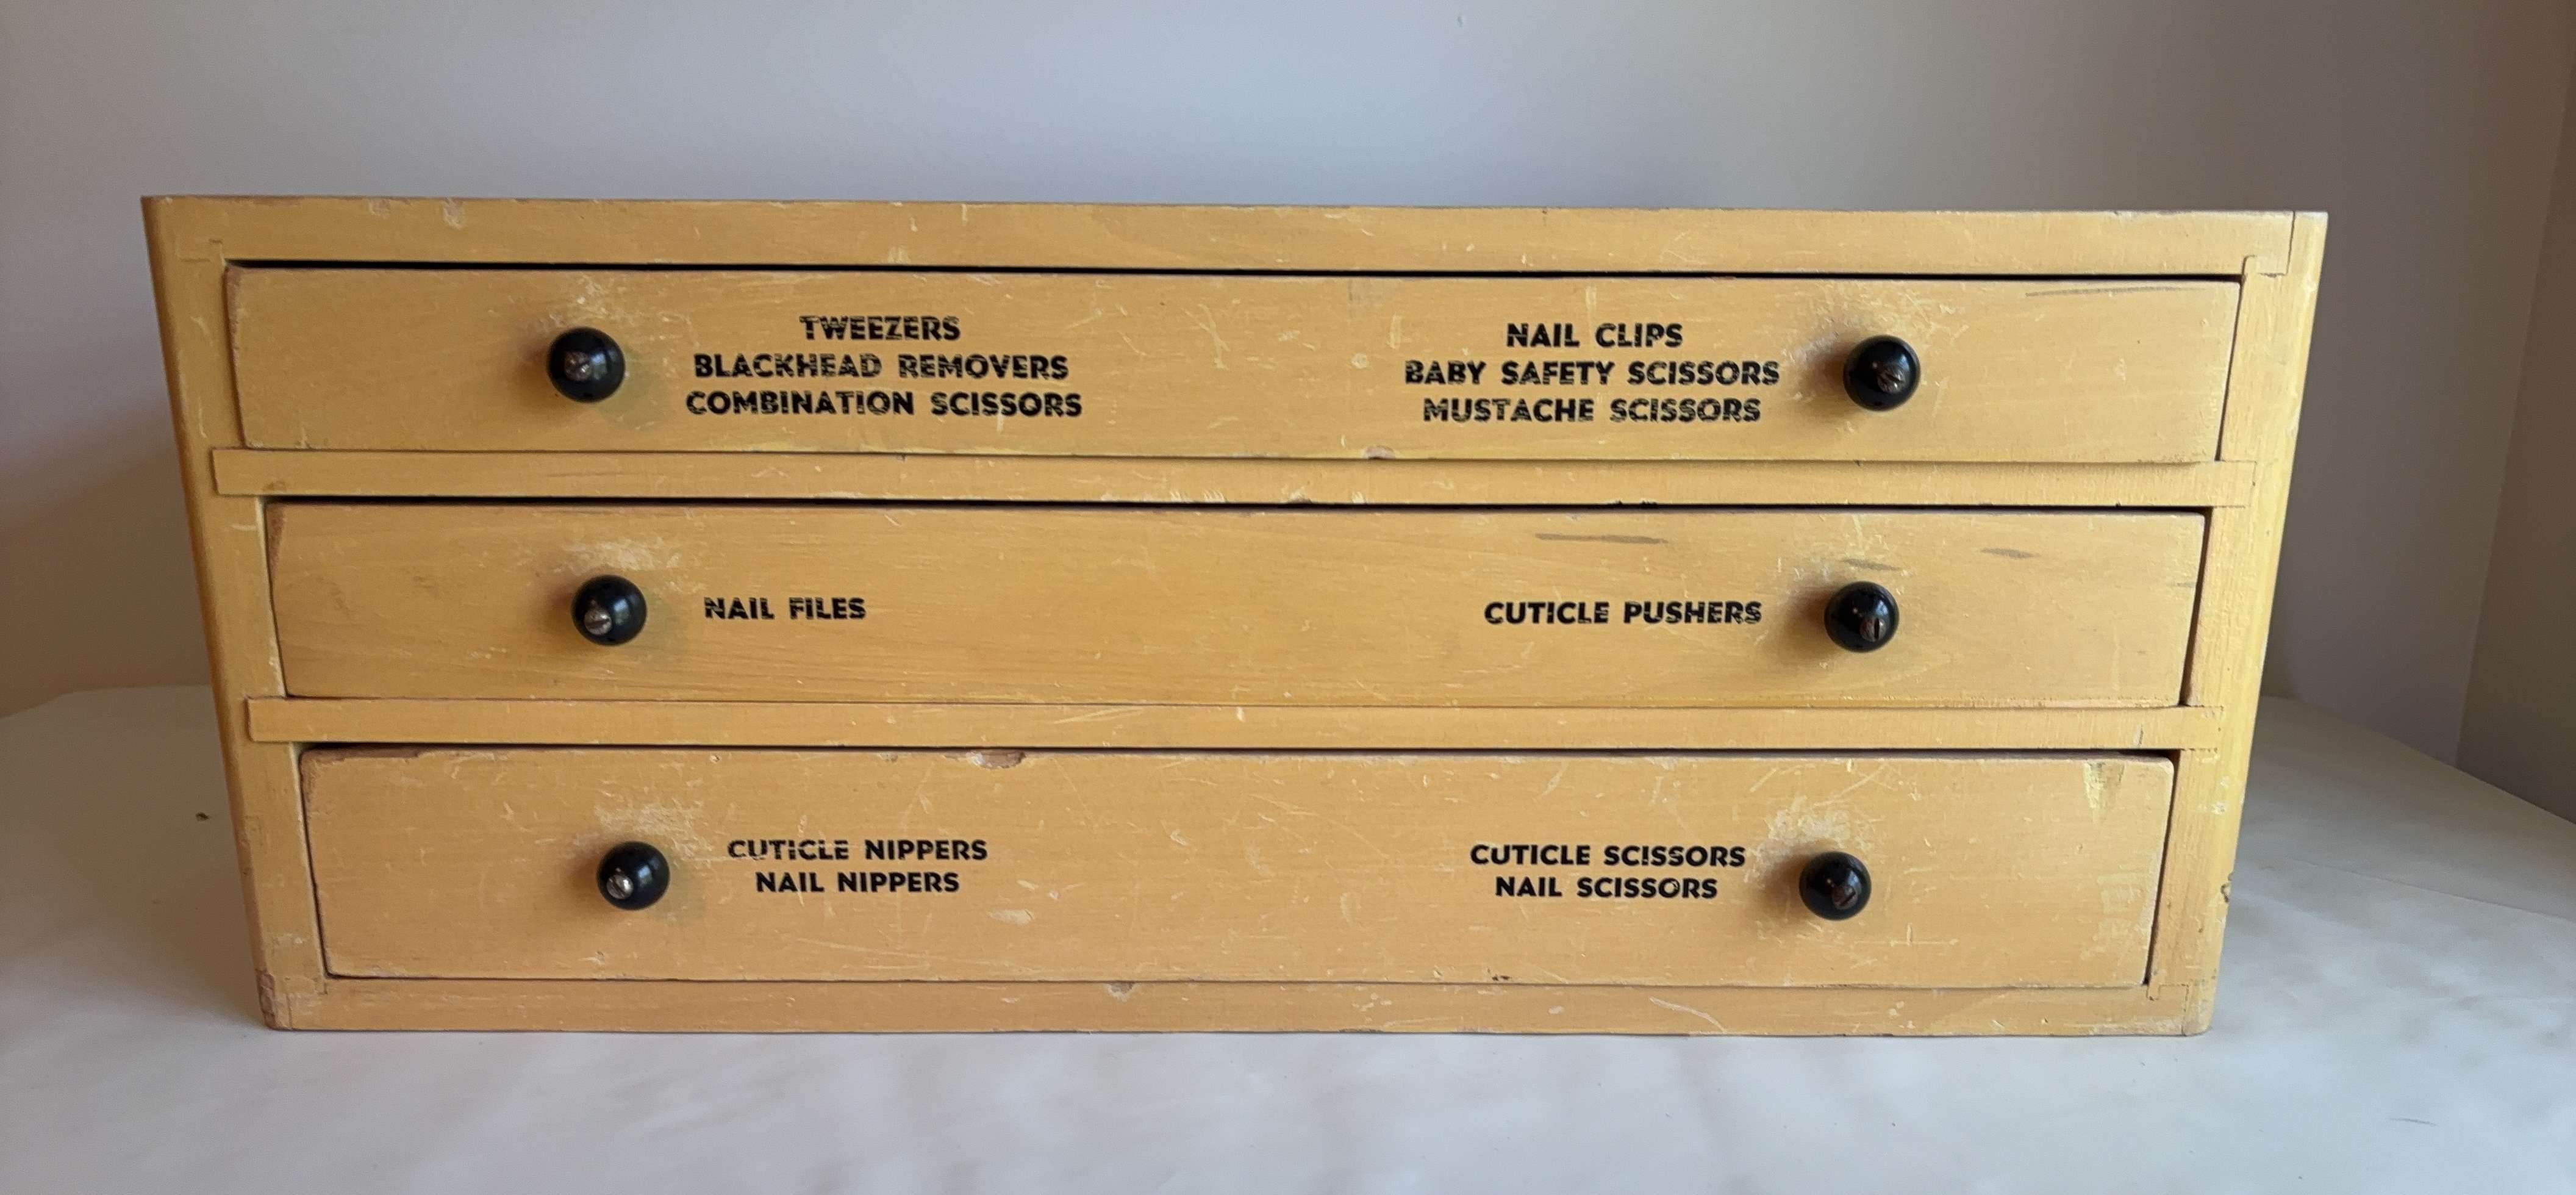 TWEEZERS
BLACKHEAD REMOVERS
COMBINATION SCISSORS
NAIL CLIPS
BABY SAFETY SCISSORS
MUSTACHE SCISSORS
NAIL FILES
CUTICLE PUSHERS
CUTICLE NIPPERS
NAIL NIPPERS
CUTICLE SCISSORS
NAIL SCISSORS